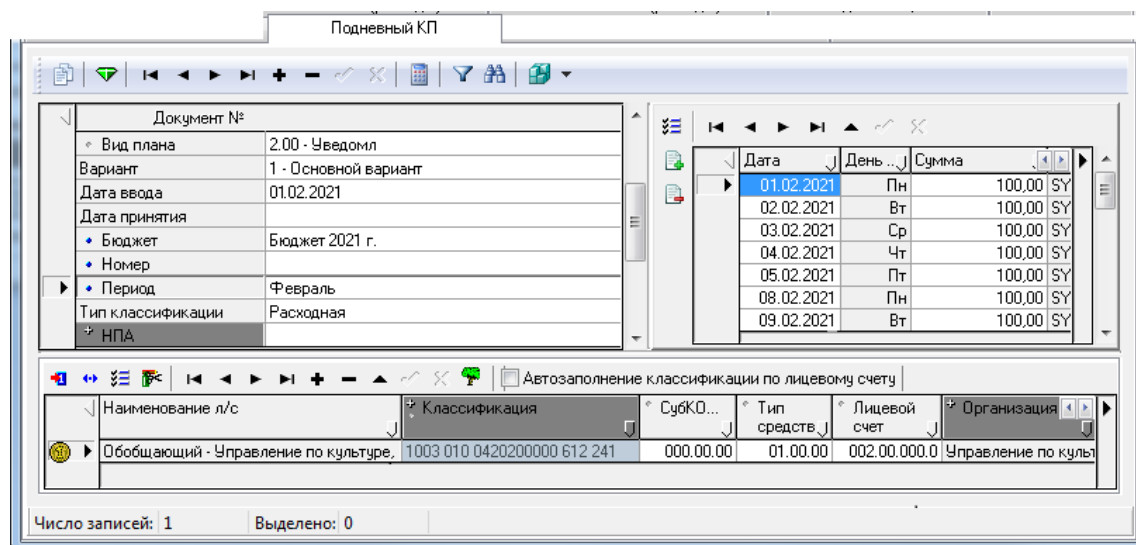 Подневный КП
Документ №
Вид плана 2.00 - Уведомл
Вариант 1 - Основной вариант
Дата ввода 01.02.2021
Дата принятия
Бюджет Бюджет 2021 г.
Номер
Период Февраль
Тип классификации Расходная
НПА
Дата День ... Сумма
01.02.2021 Пн 100,00 SY
02.02.2021 Вт 100,00 SY
03.02.2021 Ср 100,00 SY
04.02.2021 Чт 100,00 SY
05.02.2021 Пт 100,00 SY
08.02.2021 Пн 100,00 SY
09.02.2021 Вт 100,00 SY
Автозаполнение классификации по лицевому счету
Наименование л/с Классификация СубКО... Тип средств Лицевой счет Организация
Обобщающий - Управление по культуре, 1003 010 0420200000 612 241 000.00.00 01.00.00 002.00.000.0 Управление по культ
Число записей: 1 Выделено: 0